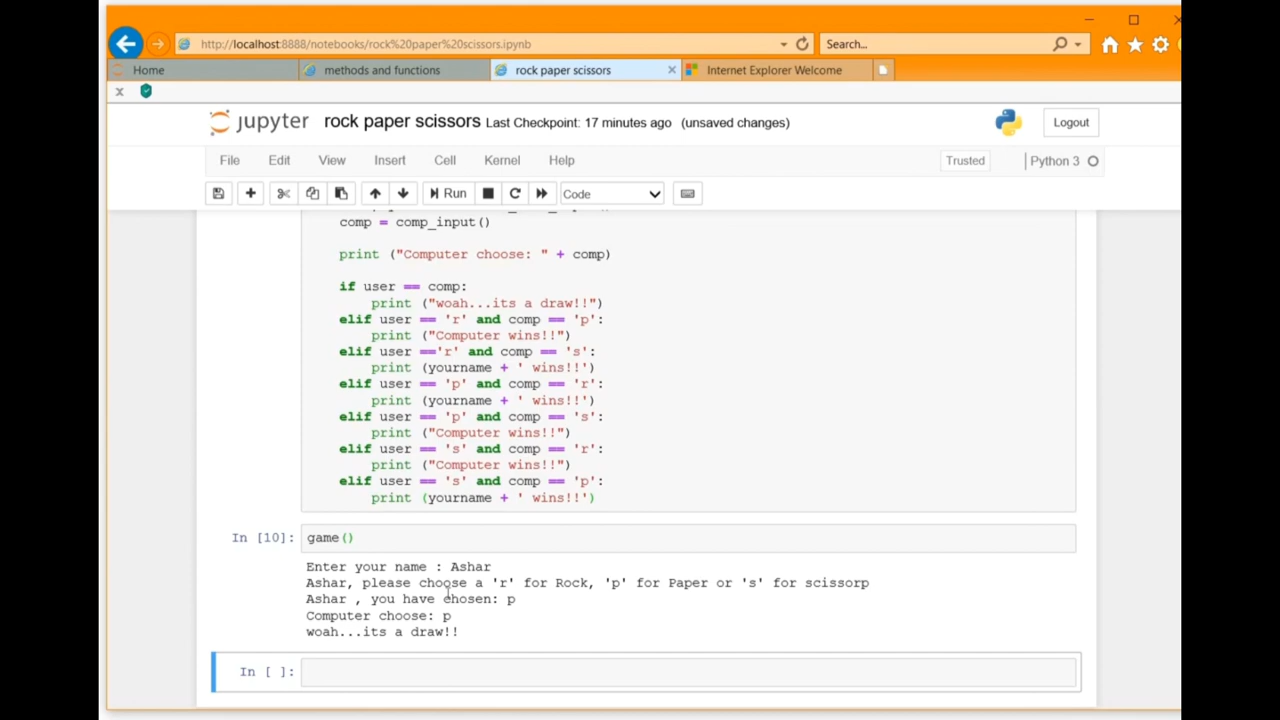 http://localhost:8888/notebooks/rock%20paper%20scissors.ipynb
Search...
Home
methods and functions
rock paper scissors
Internet Explorer Welcome
jupyter rock paper scissors Last Checkpoint: 17 minutes ago (unsaved changes)
Logout
File Edit View Insert Cell Kernel Help
Trusted
Python 3
Run
Code
comp = comp_input()
print ("Computer choose: " + comp)
if user == comp:
print ("woah...its a draw!!")
elif user == 'r' and comp == 'p':
print ("Computer wins!!")
elif user =='r' and comp == 's':
print (yourname + ' wins!!')
elif user == 'p' and comp == 'r':
print (yourname + ' wins!!')
elif user == 'p' and comp == 's':
print ("Computer wins!!")
elif user == 's' and comp == 'r':
print ("Computer wins!!")
elif user == 's' and comp == 'p':
print (yourname + ' wins!!')
In [10]: game()
Enter your name : Ashar
Ashar, please choose a 'r' for Rock, 'p' for Paper or 's' for scissorp
Ashar , you have chosen: p
Computer choose: p
woah...its a draw!!
In [ ]: